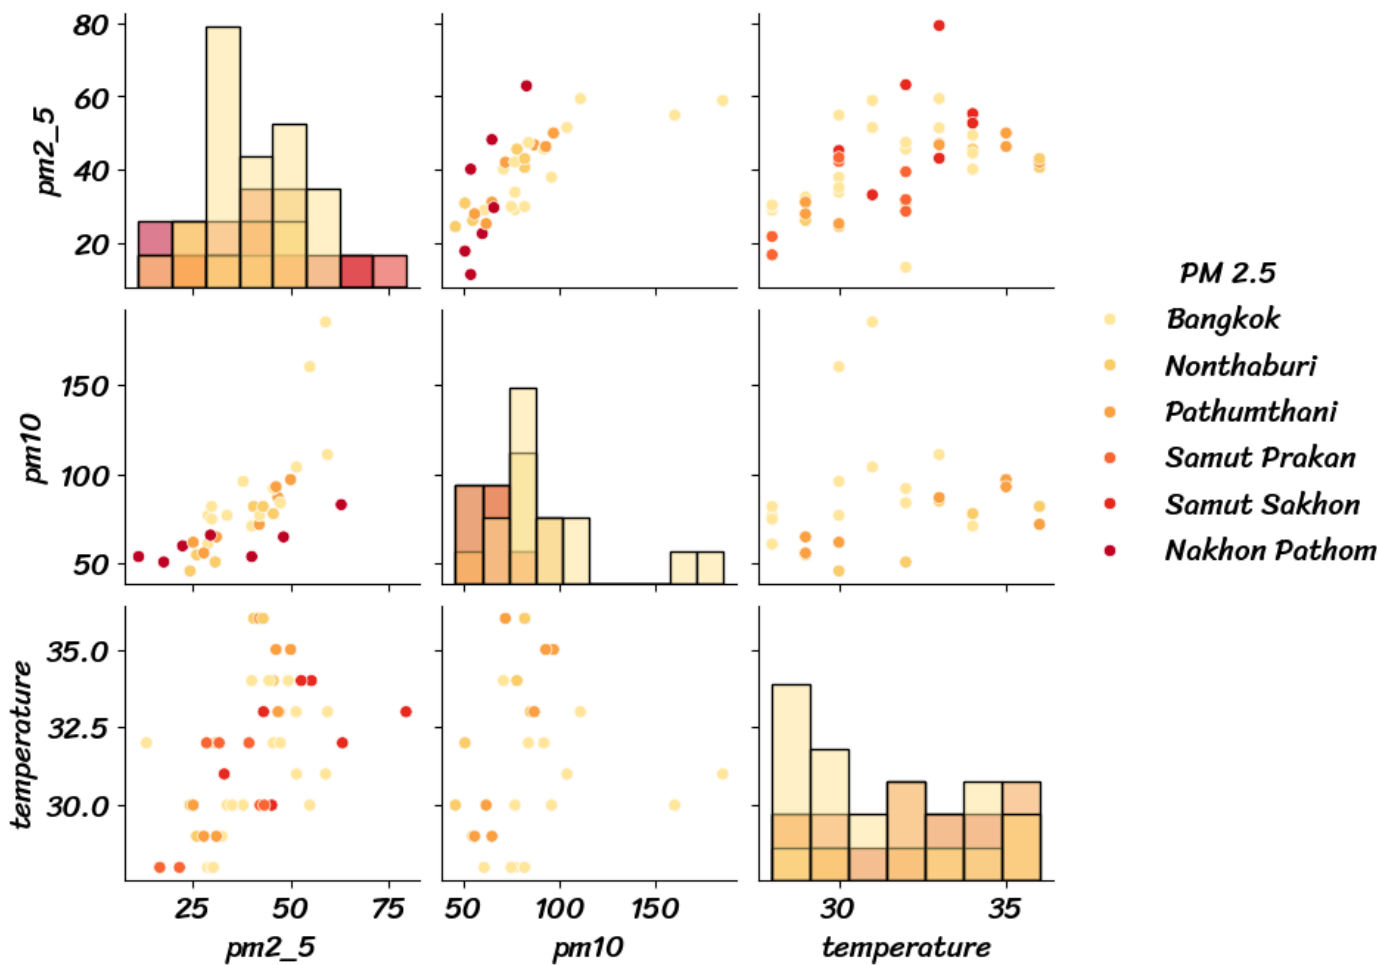 80
60
40
20
pm2_5
150
100
50
pm10
35.0
32.5
30.0
temperature
25 50 75
pm2_5
50 100 150
pm10
30 35
temperature
PM 2.5
Bangkok
Nonthaburi
Pathumthani
Samut Prakan
Samut Sakhon
Nakhon Pathom